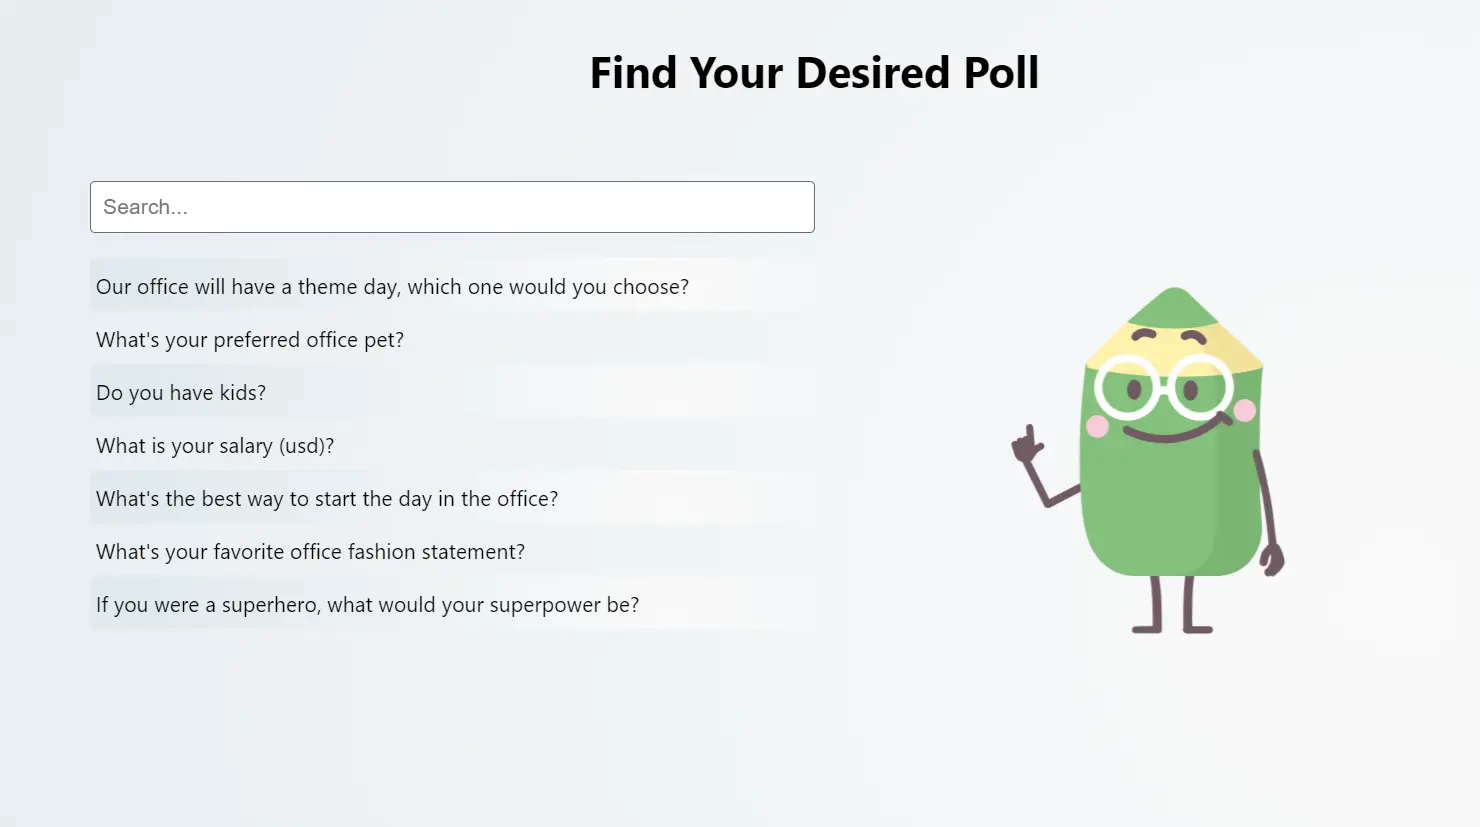 Find Your Desired Poll
Search...
Our office will have a theme day, which one would you choose?
What's your preferred office pet?
Do you have kids?
What is your salary (usd)?
What's the best way to start the day in the office?
What's your favorite office fashion statement?
If you were a superhero, what would your superpower be?